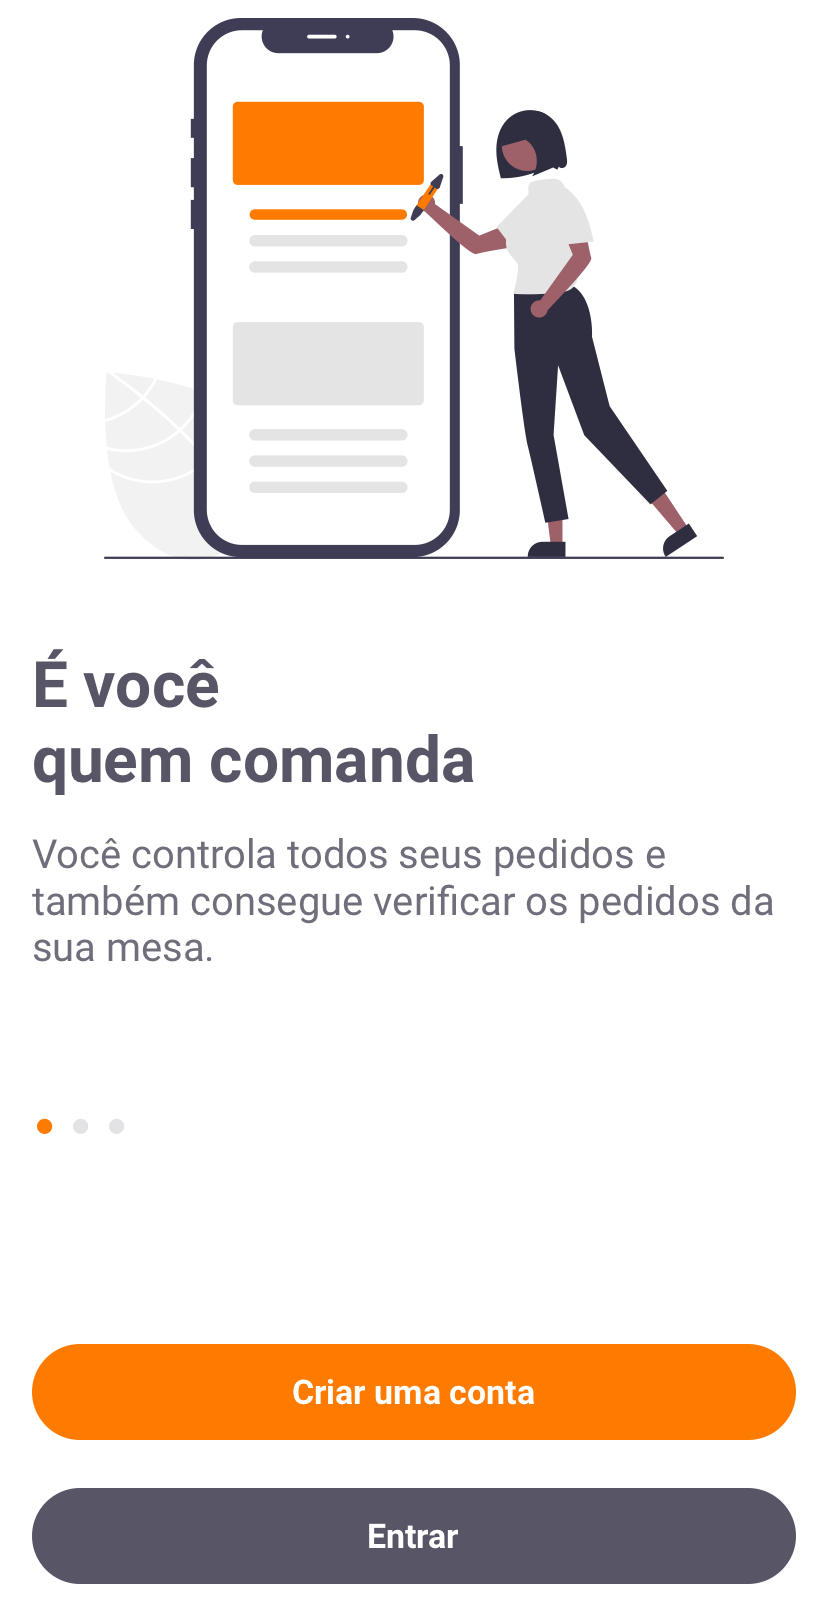 É você
quem comanda
Você controla todos seus pedidos e
também consegue verificar os pedidos da
sua mesa.
Criar uma conta
Entrar